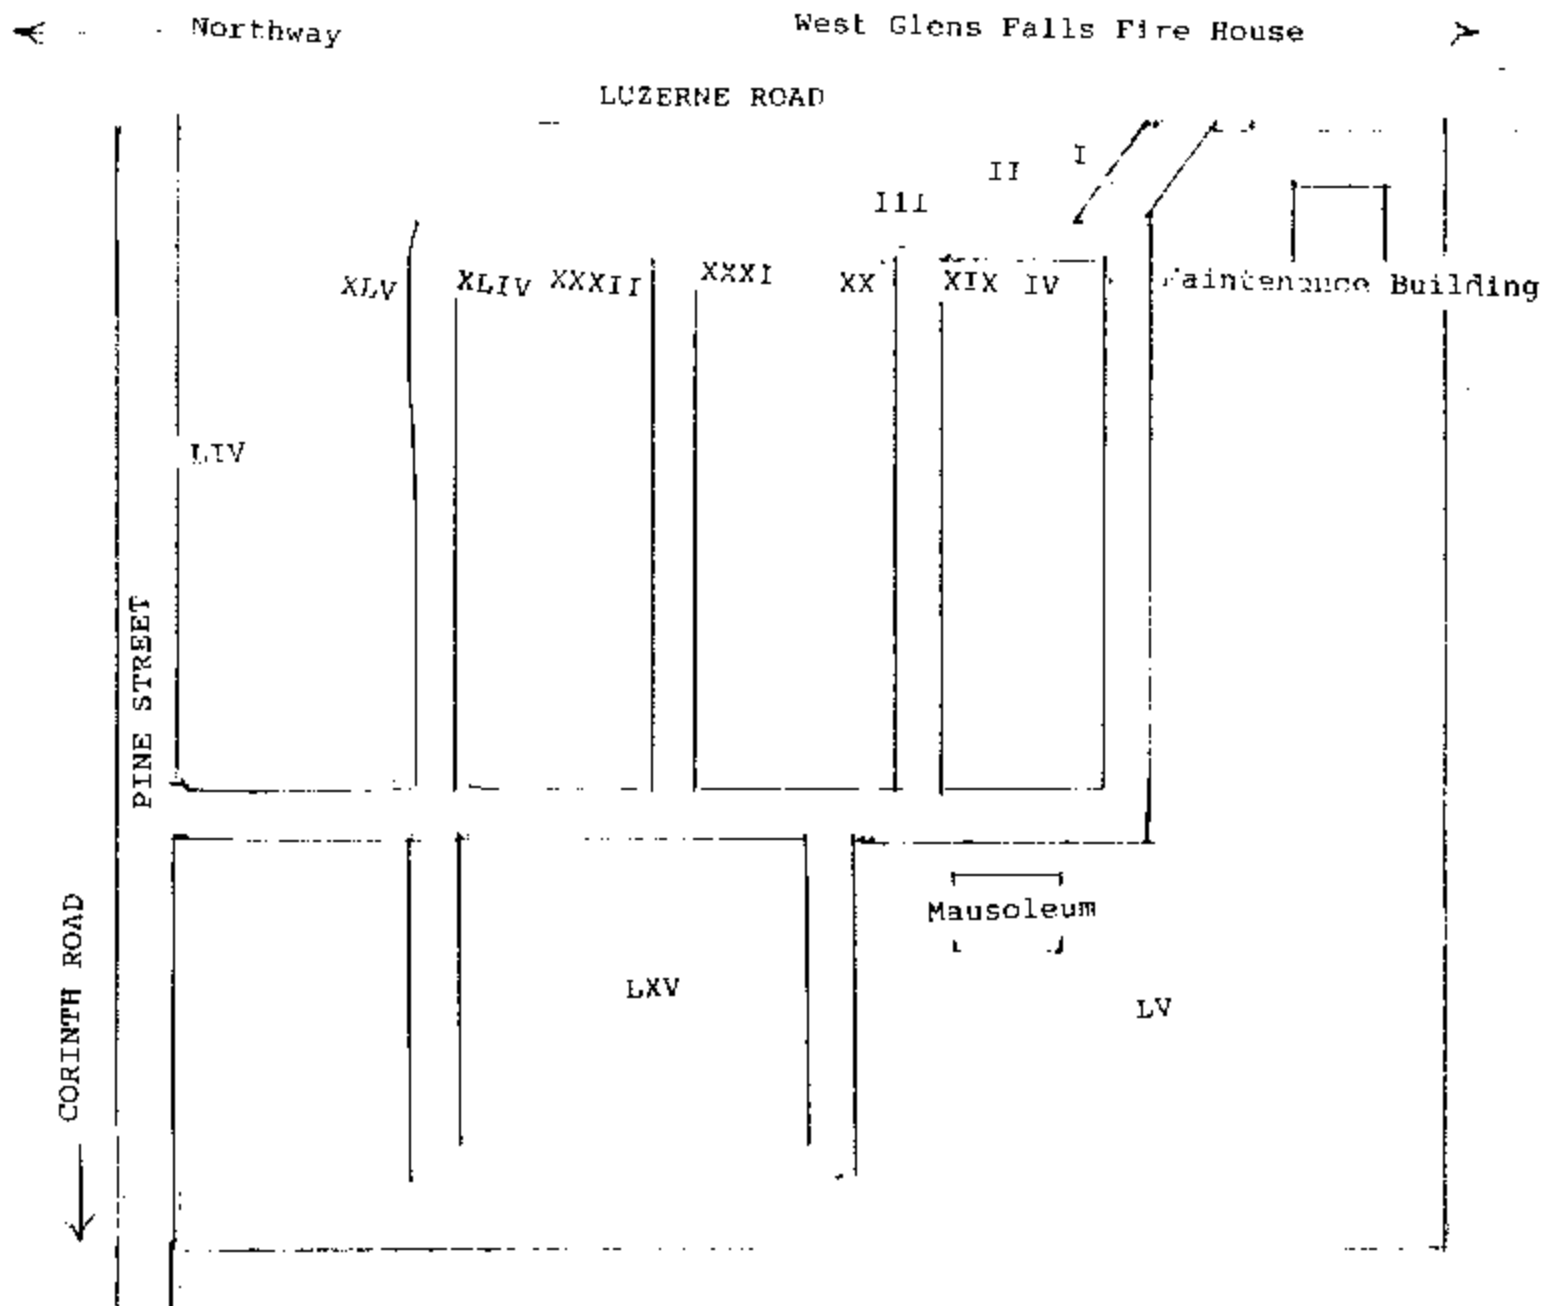 Northway
West Glens Falls Fire House
LUZERNE ROAD
I
II
III
XLV
XLIV
XXXII
XXXI
XX
XIX
IV
Maintenance Building
LIV
PINE STREET
Mausoleum
CORINTH ROAD
LXV
LV